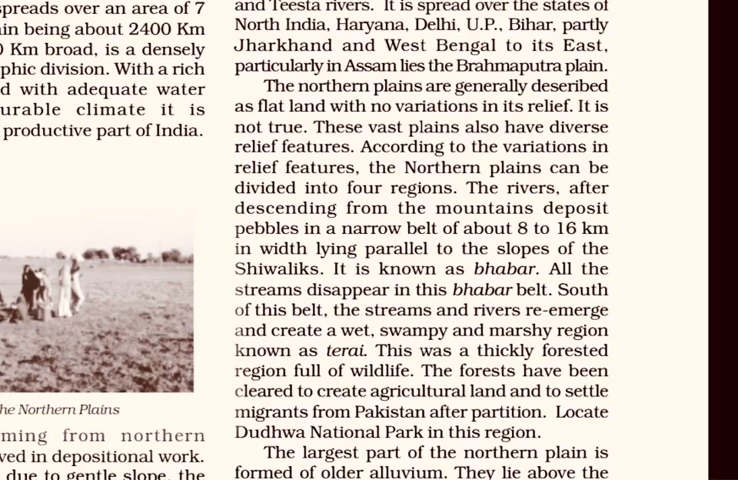 spreads over an area of 7
ain being about 2400 Km
0 Km broad, is a densely
phic division. With a rich
d with adequate water
urable climate it is
productive part of India.
he Northern Plains
ming from northern
ved in depositional work.
due to gentle slope, the
and Teesta rivers. It is spread over the states of
North India, Haryana, Delhi, U.P., Bihar, partly
Jharkhand and West Bengal to its East,
particularly in Assam lies the Brahmaputra plain.
The northern plains are generally described
as flat land with no variations in its relief. It is
not true. These vast plains also have diverse
relief features. According to the variations in
relief features, the Northern plains can be
divided into four regions. The rivers, after
descending from the mountains deposit
pebbles in a narrow belt of about 8 to 16 km
in width lying parallel to the slopes of the
Shiwaliks. It is known as bhabar. All the
streams disappear in this bhabar belt. South
of this belt, the streams and rivers re-emerge
and create a wet, swampy and marshy region
known as terai. This was a thickly forested
region full of wildlife. The forests have been
cleared to create agricultural land and to settle
migrants from Pakistan after partition. Locate
Dudhwa National Park in this region.
The largest part of the northern plain is
formed of older alluvium. They lie above the